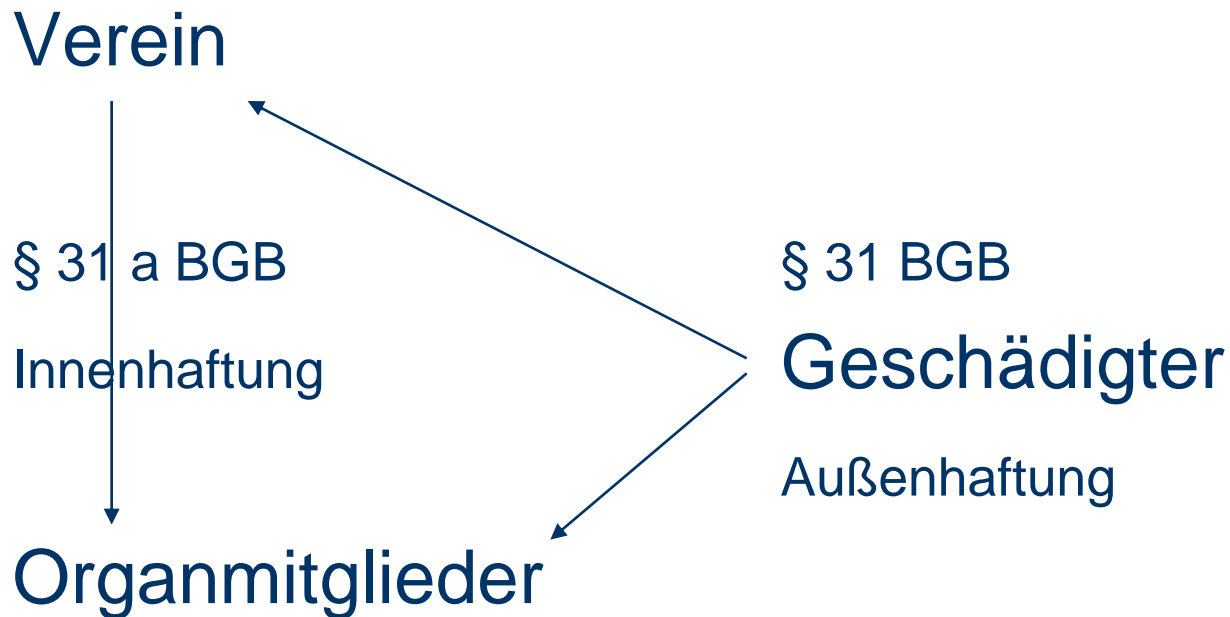 Verein
§ 31 a BGB
§ 31 BGB
Innenhaftung
Geschädigter
Außenhaftung
Organmitglieder